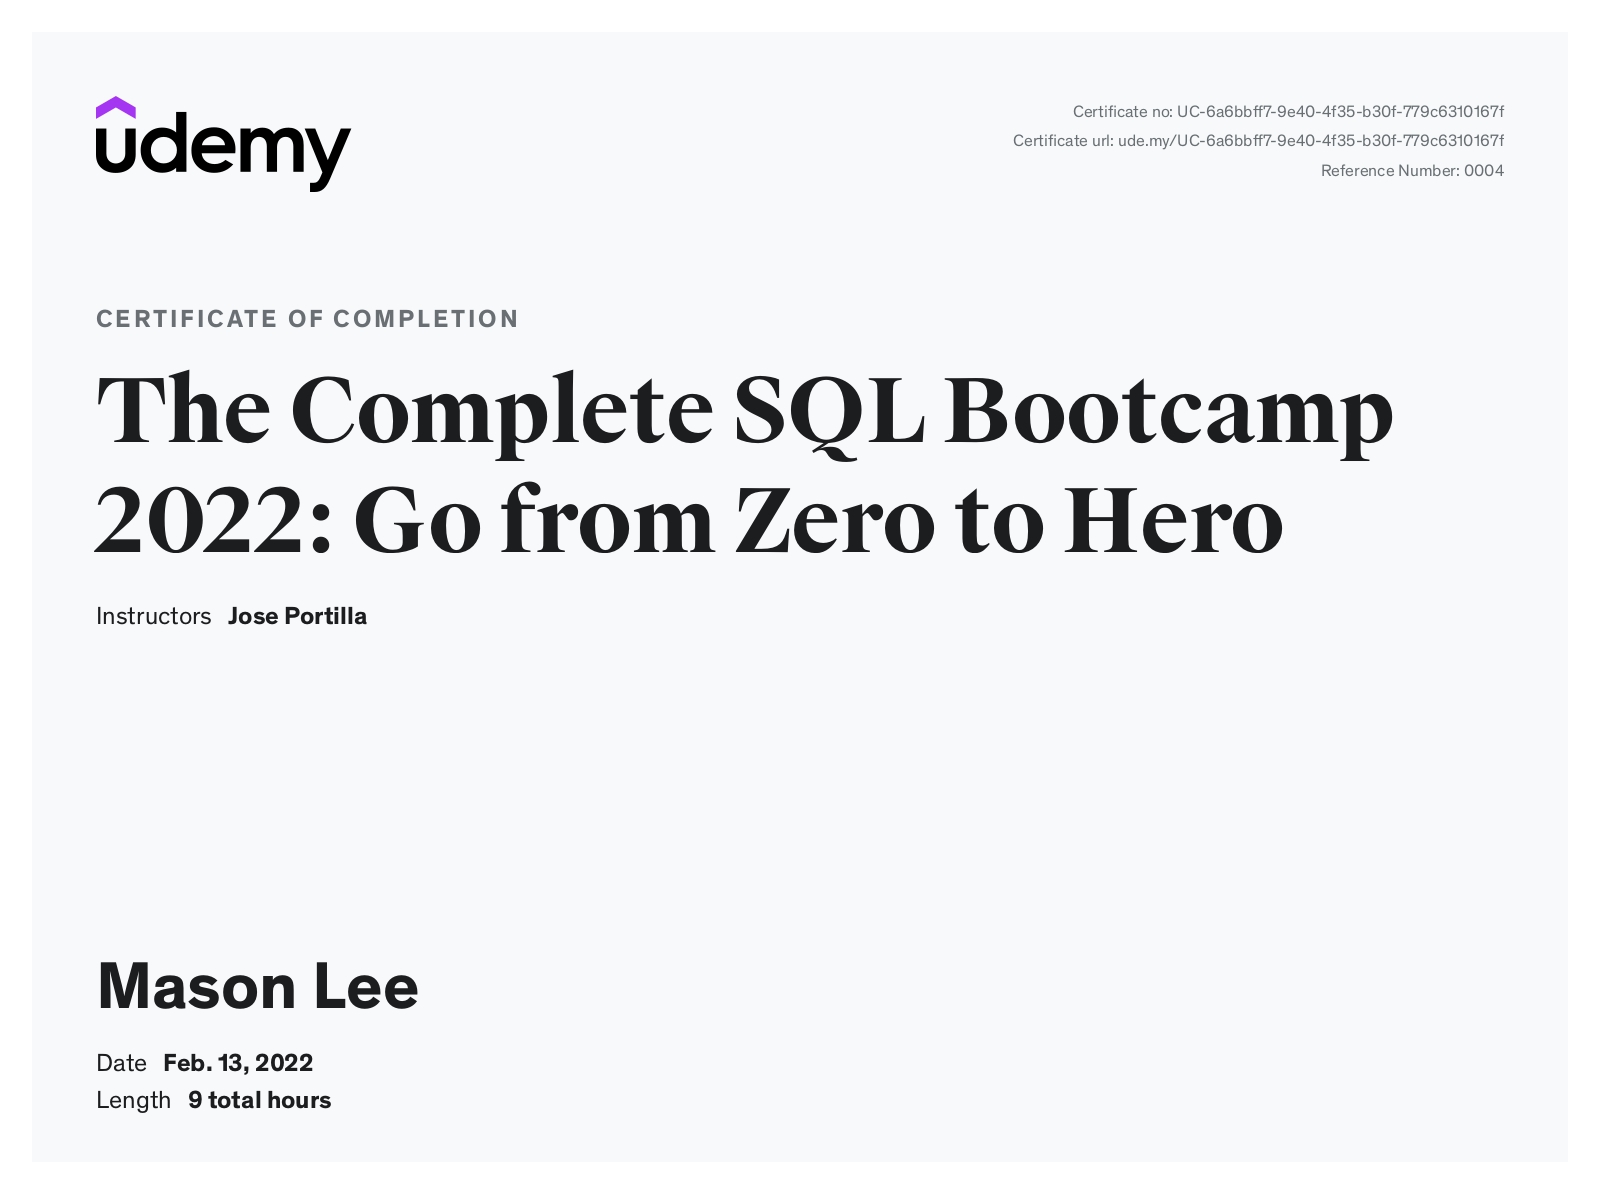 udemy
Certificate no: UC-6a6bbff7-9e40-4f35-b30f-779c6310167f
Certificate url: ude.my/UC-6a6bbff7-9e40-4f35-b30f-779c6310167f
Reference Number: 0004
CERTIFICATE OF COMPLETION
The Complete SQL Bootcamp
2022: Go from Zero to Hero
Instructors Jose Portilla
Mason Lee
Date Feb. 13, 2022
Length 9 total hours